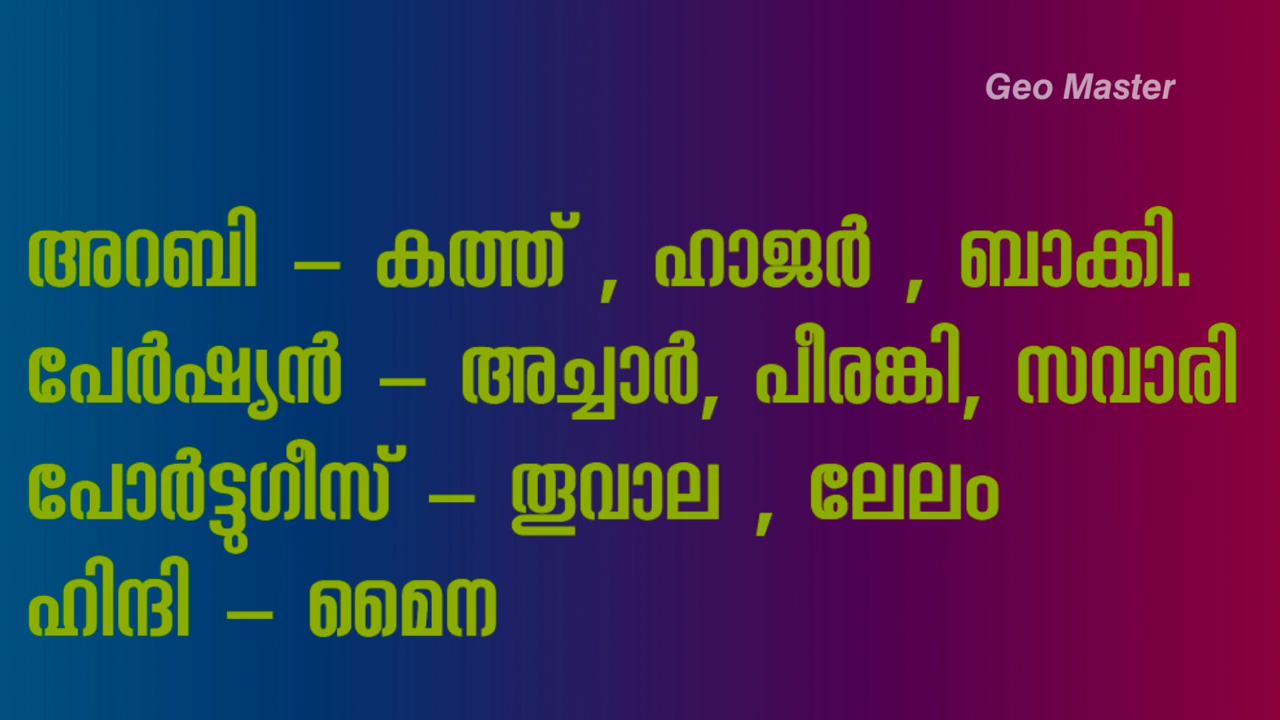 Geo Master
അറബി – കത്ത് , ഹാജർ , ബാക്കി.
പേർഷ്യൻ – അച്ചാർ, പീരങ്കി, സവാരി
പോർട്ടുഗീസ് – തൂവാല , ലേലം
ഹിന്ദി – മൈന